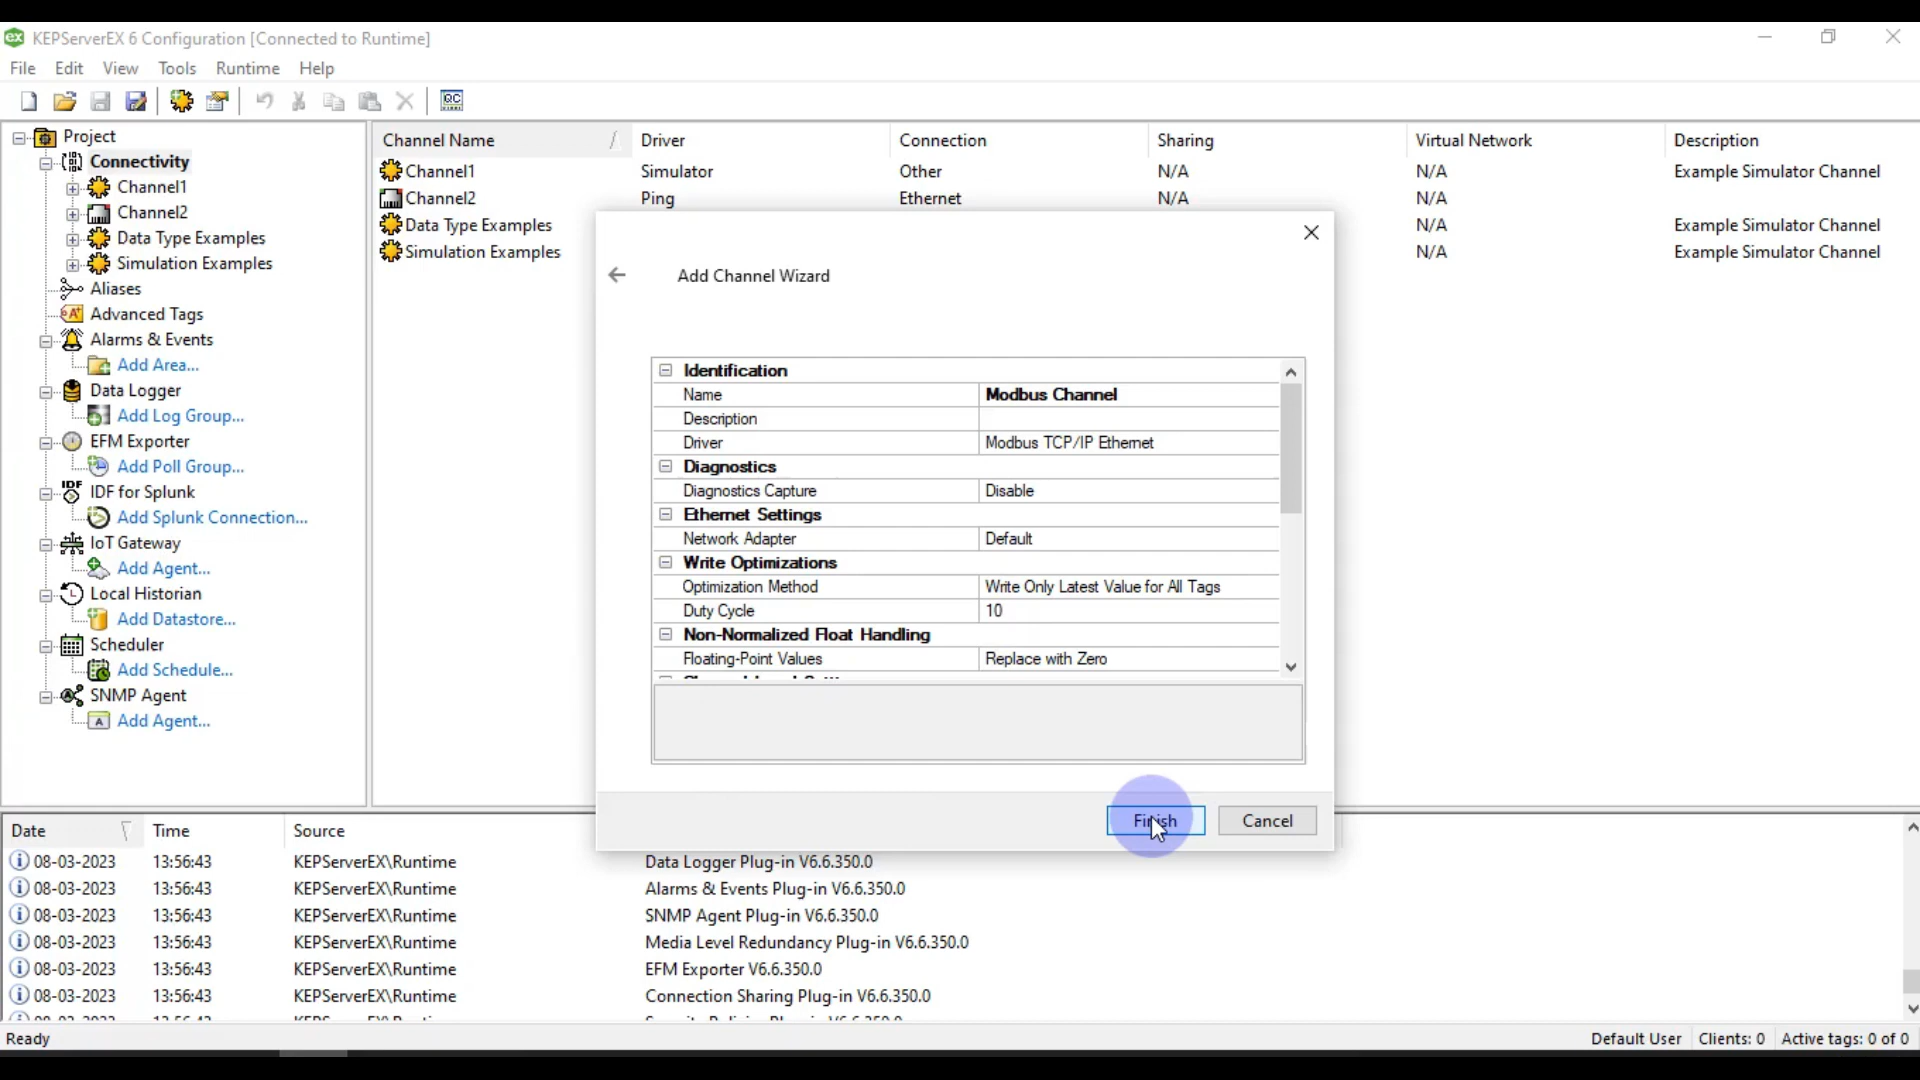 KEPServerEX 6 Configuration [Connected to Runtime]
File Edit View Tools Runtime Help
Project
Connectivity
Channel1
Channel2
Data Type Examples
Simulation Examples
Aliases
Advanced Tags
Alarms & Events
Add Area...
Data Logger
Add Log Group...
EFM Exporter
Add Poll Group...
IDF for Splunk
Add Splunk Connection...
IoT Gateway
Add Agent...
Local Historian
Add Datastore...
Scheduler
Add Schedule...
SNMP Agent
Add Agent...
Channel Name Driver Connection Sharing Virtual Network Description
Channel1 Simulator Other N/A N/A Example Simulator Channel
Channel2 Ping Ethernet N/A N/A
Data Type Examples N/A Example Simulator Channel
Simulation Examples N/A Example Simulator Channel
Add Channel Wizard
Identification
Name Modbus Channel
Description
Driver Modbus TCP/IP Ethernet
Diagnostics
Diagnostics Capture Disable
Ethernet Settings
Network Adapter Default
Write Optimizations
Optimization Method Write Only Latest Value for All Tags
Duty Cycle 10
Non-Normalized Float Handling
Floating-Point Values Replace with Zero
Finish Cancel
Date Time Source
08-03-2023 13:56:43 KEPServerEX\Runtime Data Logger Plug-in V6.6.350.0
08-03-2023 13:56:43 KEPServerEX\Runtime Alarms & Events Plug-in V6.6.350.0
08-03-2023 13:56:43 KEPServerEX\Runtime SNMP Agent Plug-in V6.6.350.0
08-03-2023 13:56:43 KEPServerEX\Runtime Media Level Redundancy Plug-in V6.6.350.0
08-03-2023 13:56:43 KEPServerEX\Runtime EFM Exporter V6.6.350.0
08-03-2023 13:56:43 KEPServerEX\Runtime Connection Sharing Plug-in V6.6.350.0
Ready Default User Clients: 0 Active tags: 0 of 0